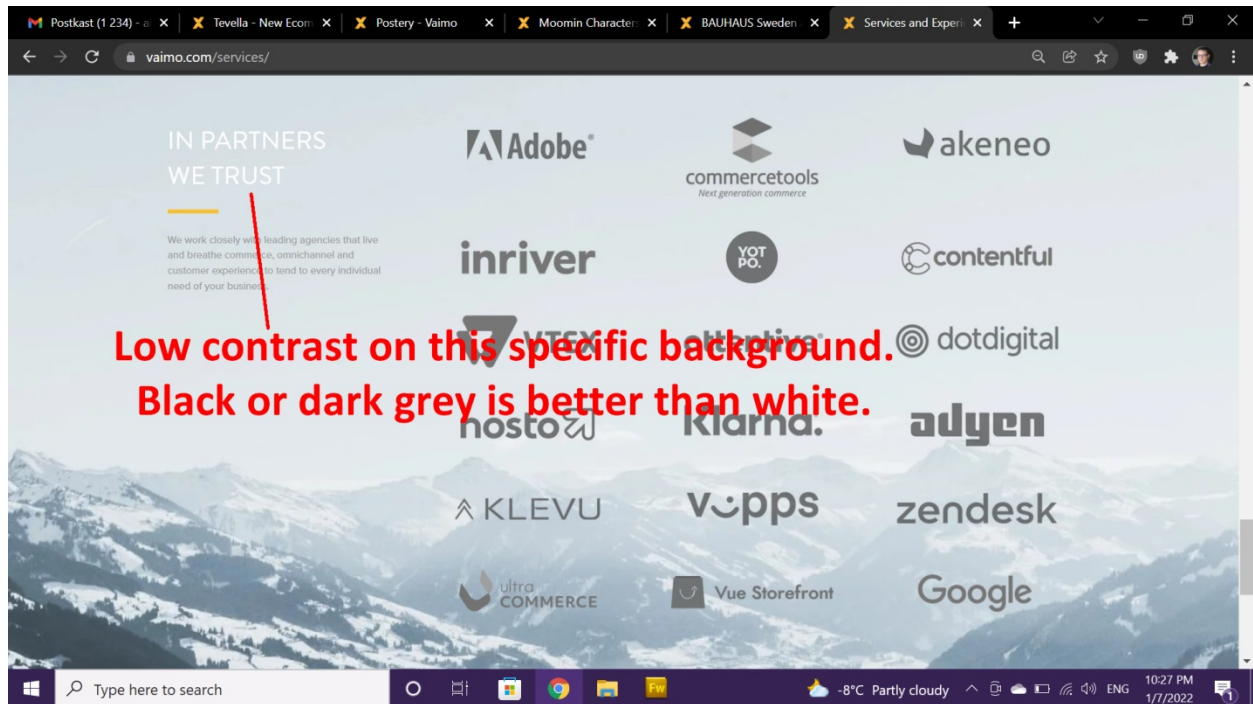 Postkast (1 234) - a
Tevella - New Ecom
Postery - Vaimo
Moomin Characters
BAUHAUS Sweden
Services and Experi
vaimo.com/services/
IN PARTNERS
WE TRUST
We work closely with leading agencies that live
and breathe commerce, omnichannel and
customer experience to tend to every individual
need of your business.
Adobe®
commercetools
Next generation commerce
akeneo
inriver
YOT
PO.
contentful
VTEX
attentive®
dotdigital
Low contrast on this specific background.
Black or dark grey is better than white.
nosto
Klarna.
adyen
KLEVU
vipps
zendesk
ultra
COMMERCE
Vue Storefront
Google
Type here to search
Fw
-8°C Partly cloudy
ENG
10:27 PM
1/7/2022
1